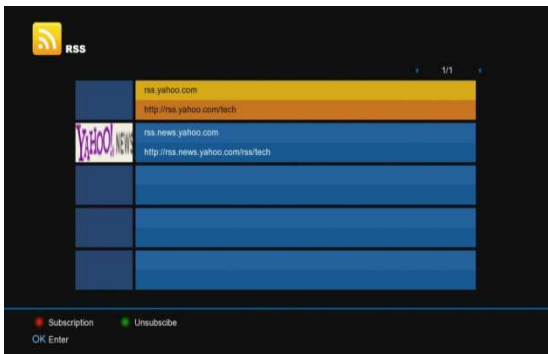 RSS
1/1
rss.yahoo.com
http://rss.yahoo.com/tech
YAHOO! NEWS
rss.news.yahoo.com
http://rss.news.yahoo.com/rss/tech
Subscription Unsubscibe
OK Enter